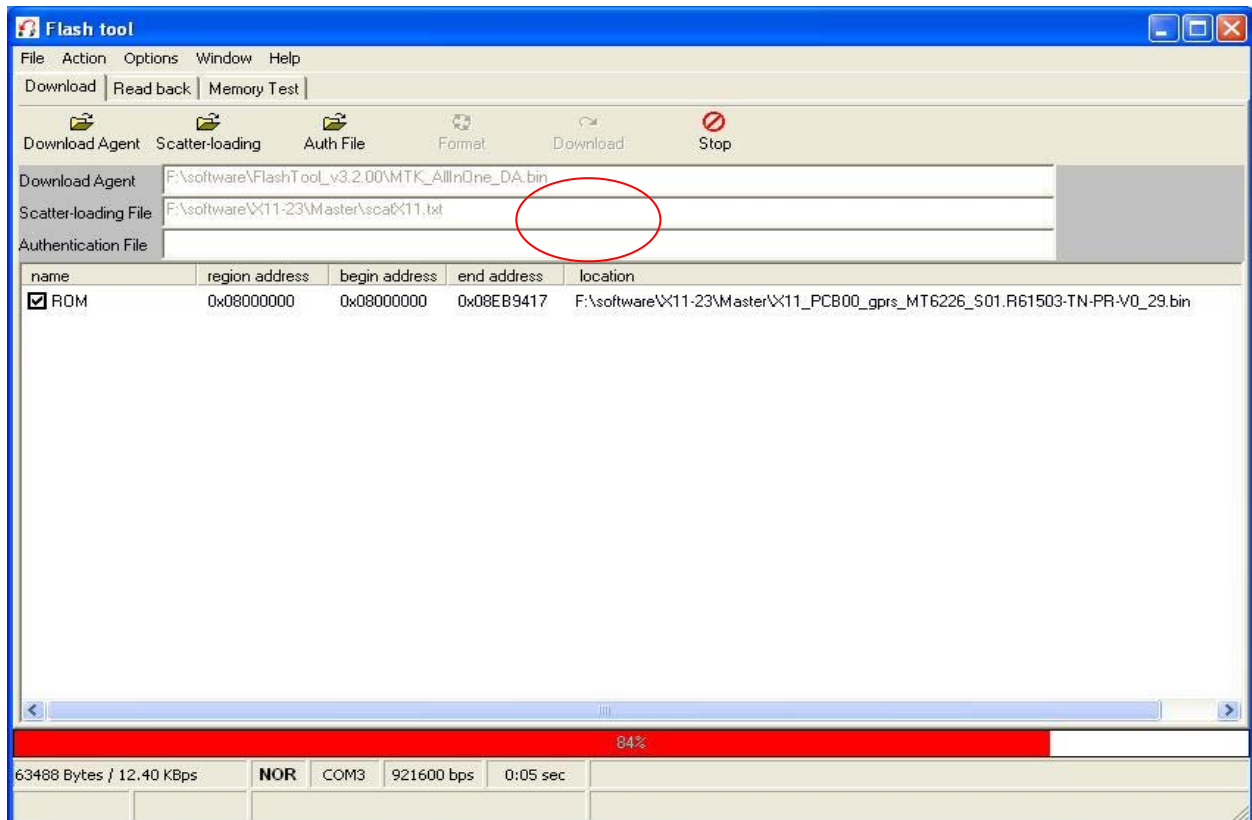 Flash tool
File Action Options Window Help
Download Read back Memory Test
Download Agent Scatter-loading Auth File Format Download Stop
Download Agent F:\software\FlashTool_v3.2.00\MTK_AllInOne_DA.bin
Scatter-loading File F:\software\X11-23\Master\scatX11.txt
Authentication File
name region address begin address end address location
ROM 0x08000000 0x08000000 0x08EB9417 F:\software\X11-23\Master\X11_PCB00_gprs_MT6226_S01.R61503-TN-PR-V0_29.bin
84%
63488 Bytes / 12.40 KBps NOR COM3 921600 bps 0:05 sec